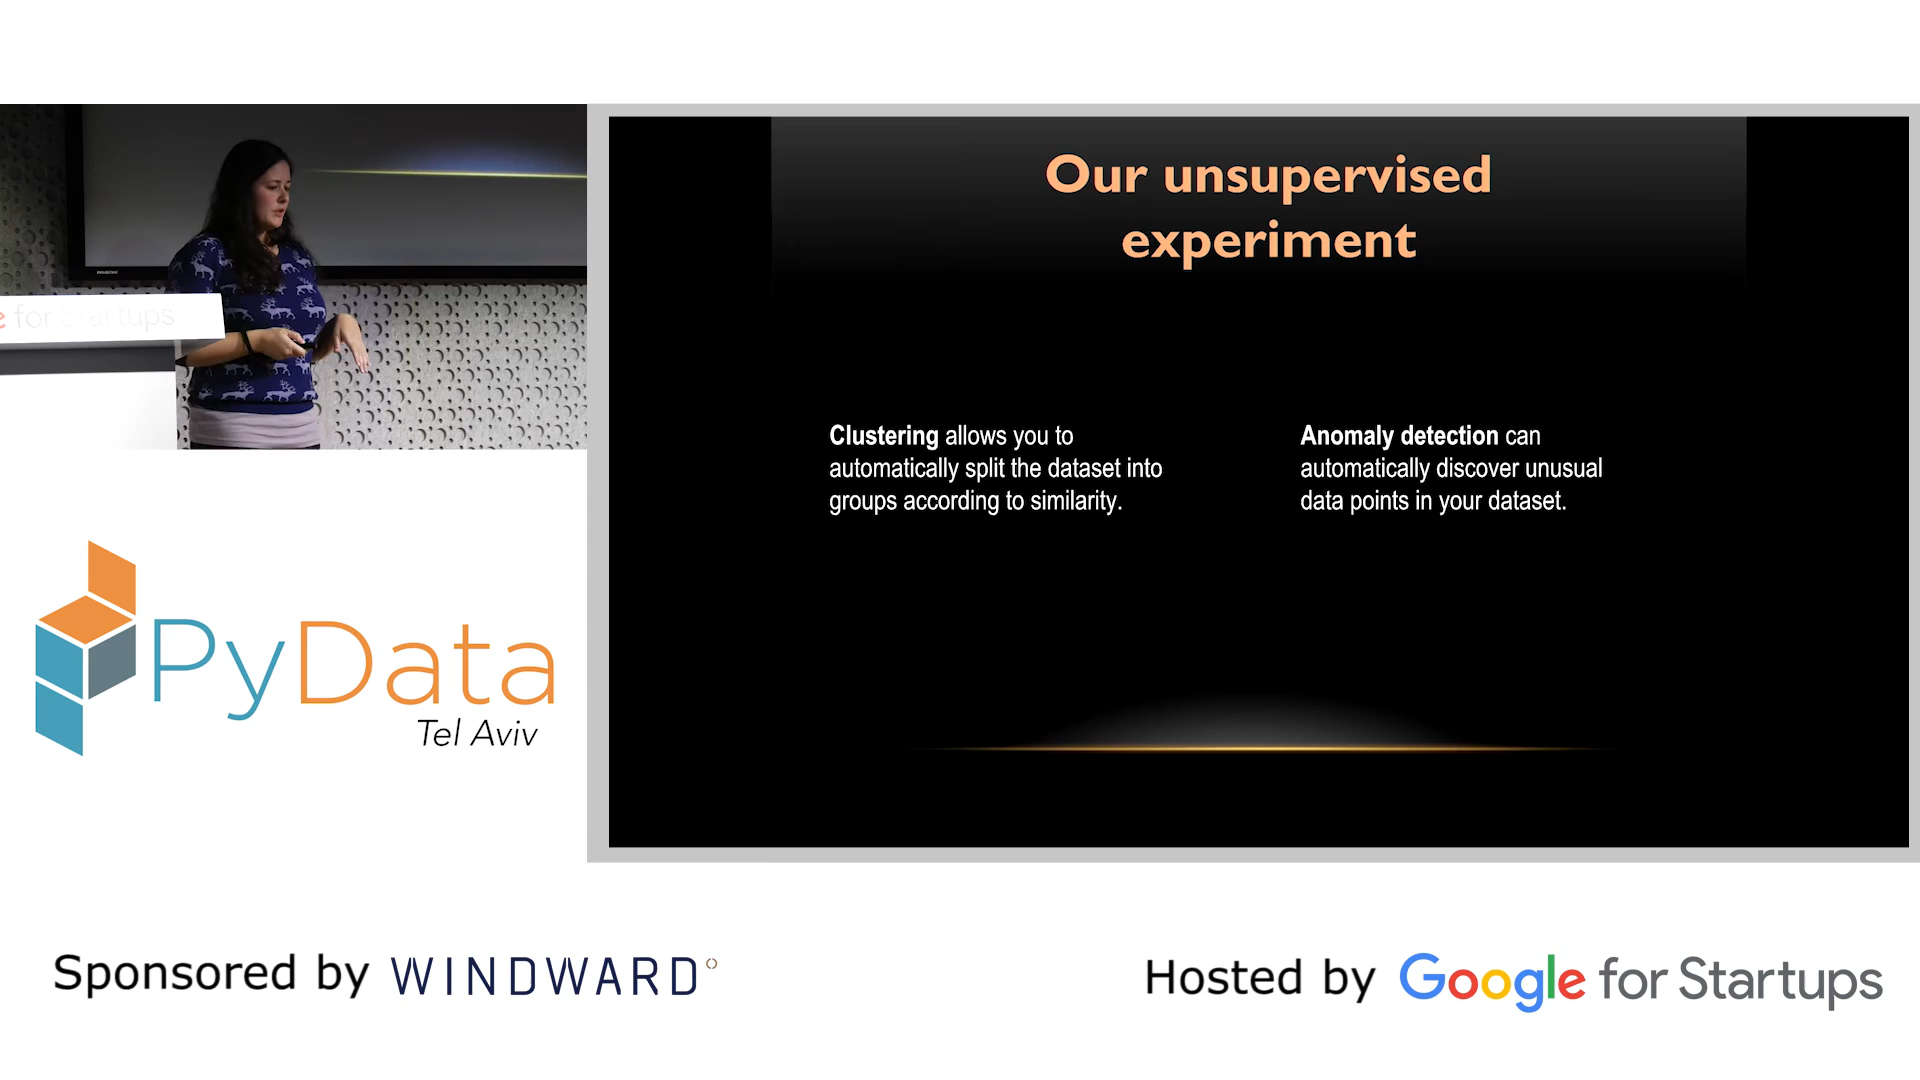 Our unsupervised
experiment
e for Startups
Clustering allows you to
automatically split the dataset into
groups according to similarity.
Anomaly detection can
automatically discover unusual
data points in your dataset.
PyData
Tel Aviv
Sponsored by WINDWARD
Hosted by Google for Startups